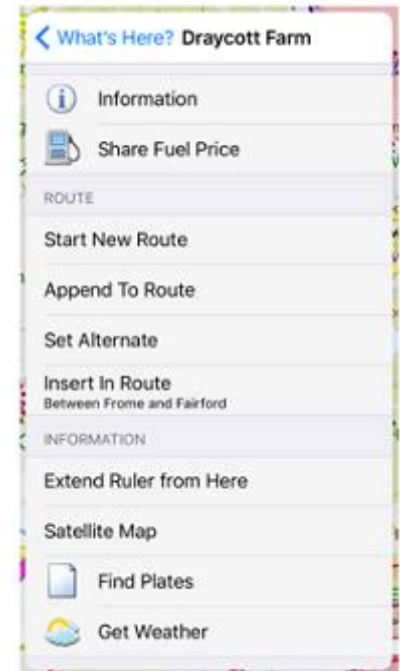 What's Here? Draycott Farm
Information
Share Fuel Price
ROUTE
Start New Route
Append To Route
Set Alternate
Insert In Route
Between Frome and Fairford
INFORMATION
Extend Ruler from Here
Satellite Map
Find Plates
Get Weather